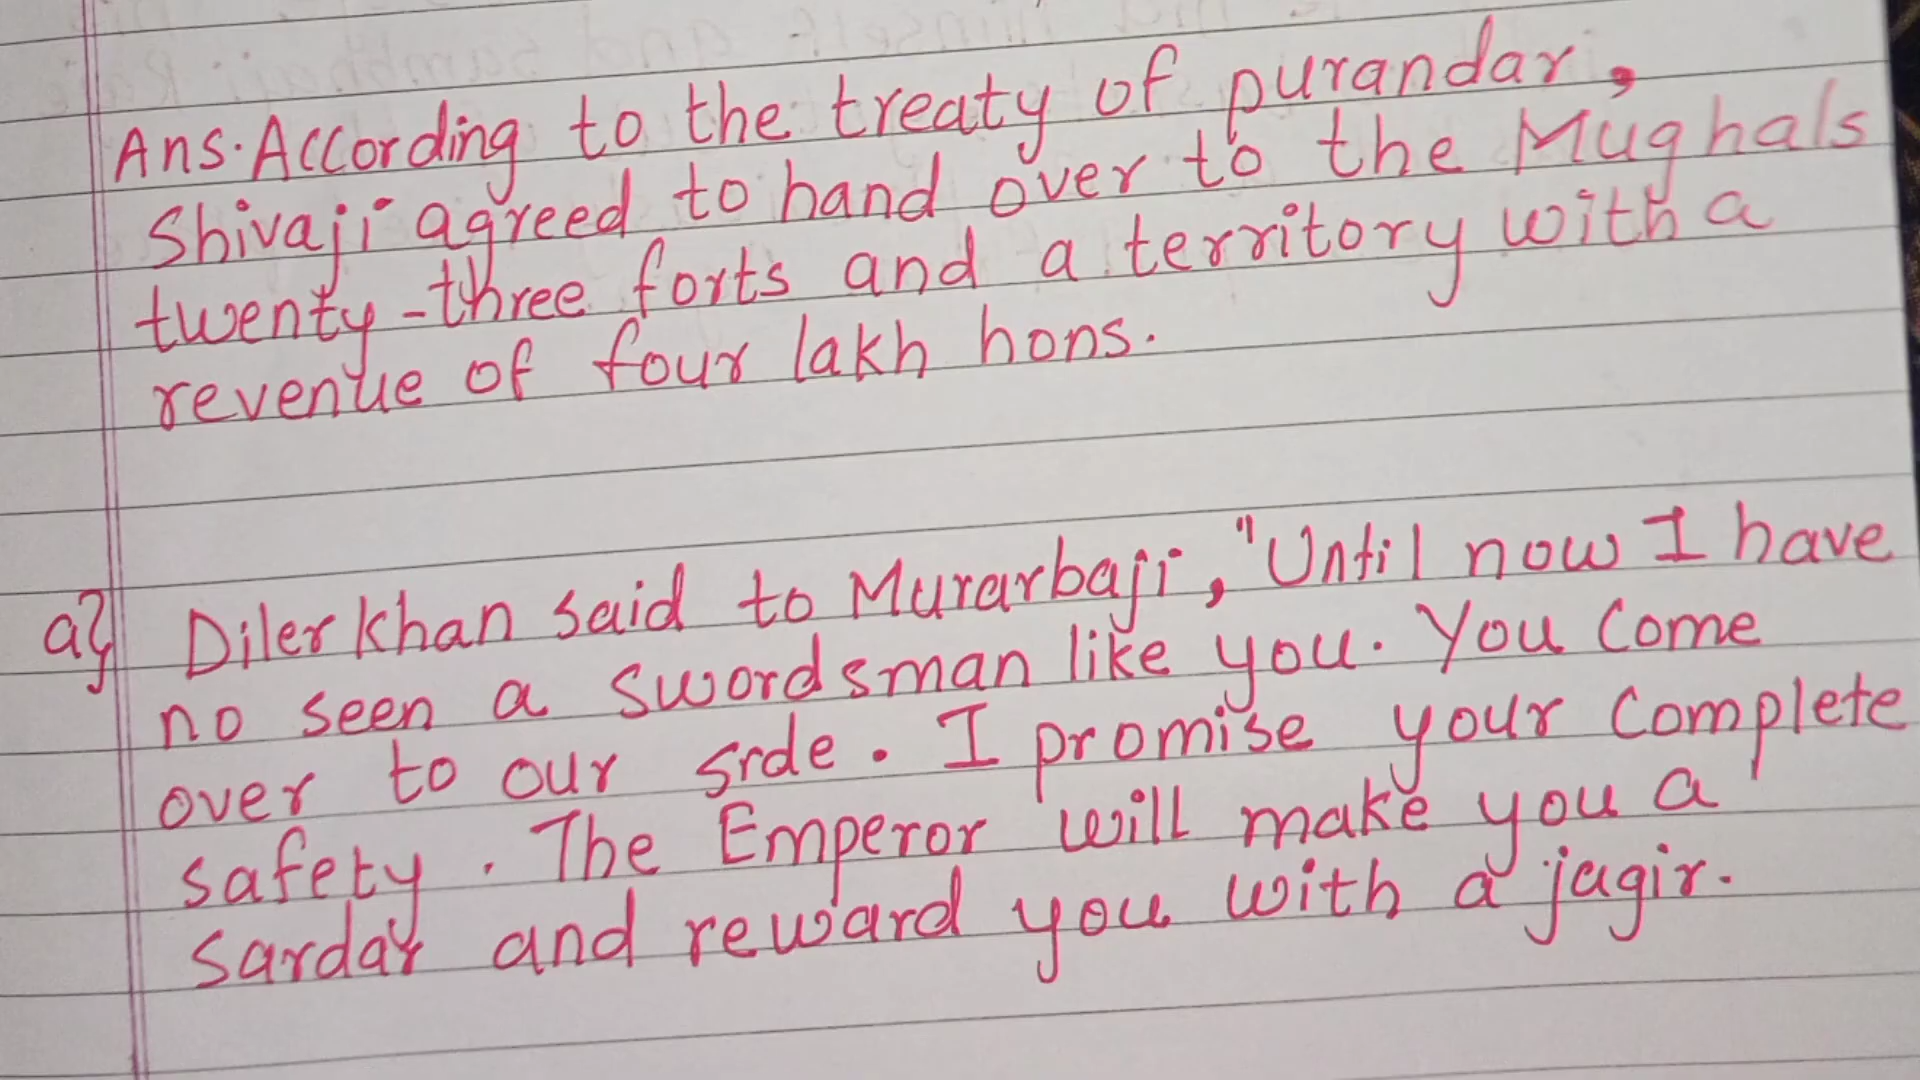 Ans. According to the treaty of purandar,
Shivaji agreed to hand over to the Mughals
twenty-three forts and a territory with a
revenue of four lakh hons.
a} Diler khan said to Murarbaji, "Until now I have
no seen a swordsman like you. You Come
over to our srde. I promise your Complete
safety. The Emperor will make you a
sardar and reward you with a jagir.